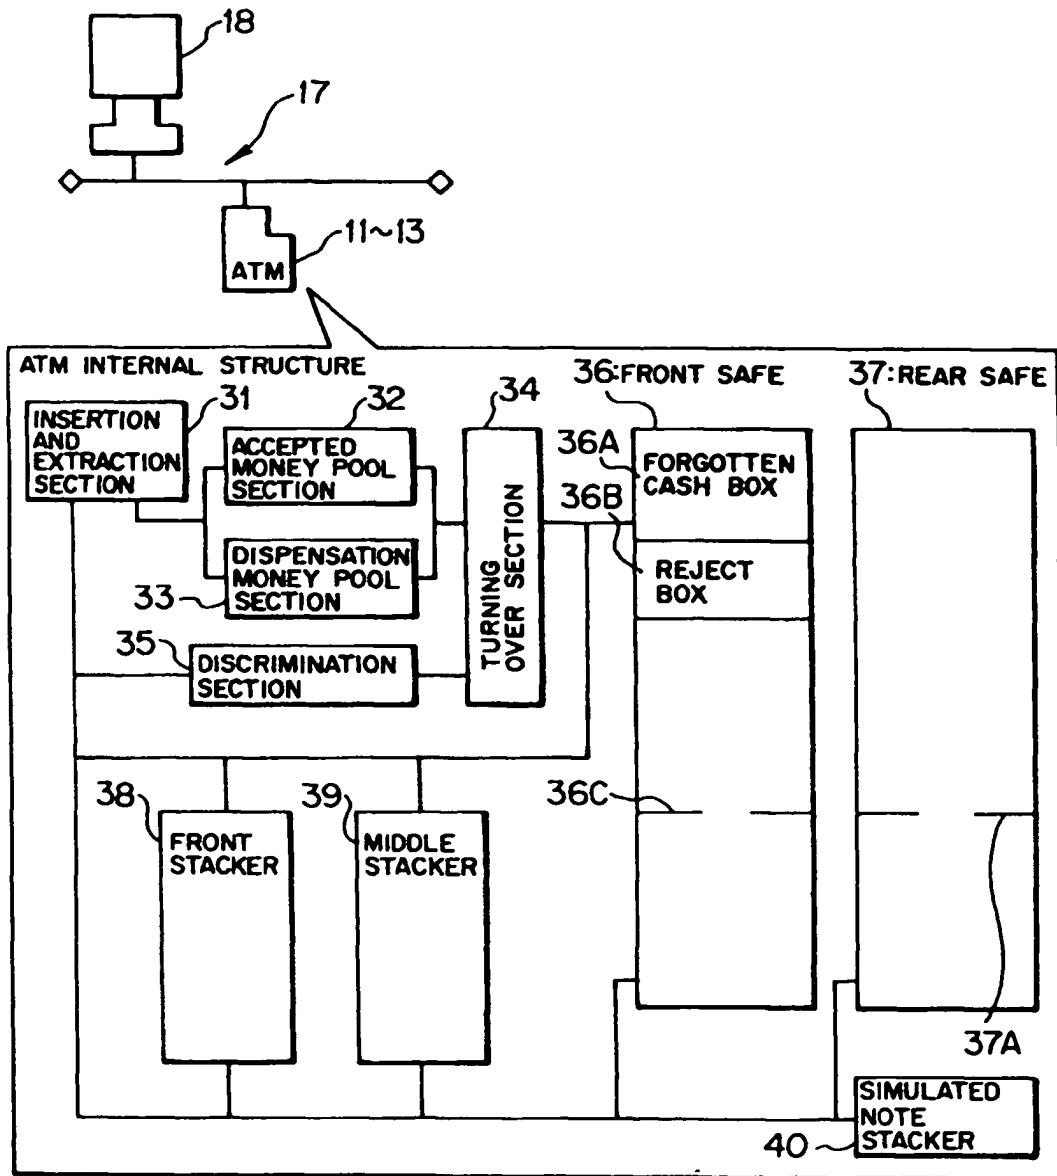 18
17
11~13
ATM
ATM INTERNAL STRUCTURE
36:FRONT SAFE
37:REAR SAFE
31
32
34
INSERTION
AND
EXTRACTION
SECTION
ACCEPTED
MONEY POOL
SECTION
36A
FORGOTTEN
CASH BOX
36B
REJECT
BOX
DISPENSATION
MONEY POOL
SECTION
33
TURNING
OVER SECTION
35
DISCRIMINATION
SECTION
38
39
36C
FRONT
STACKER
MIDDLE
STACKER
37A
SIMULATED
NOTE
STACKER
40